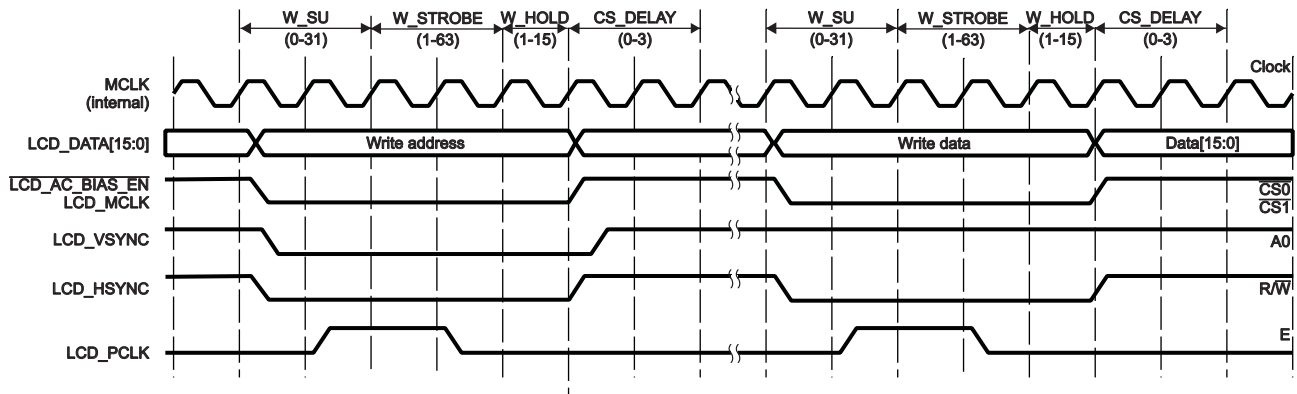 W_SU W_STROBE W_HOLD CS_DELAY W_SU W_STROBE W_HOLD CS_DELAY
(0-31) (1-63) (1-15) (0-3) (0-31) (1-63) (1-15) (0-3)
Clock
MCLK
(internal)
LCD_DATA[15:0] Write address Write data Data[15:0]
LCD_AC_BIAS_EN CS0
LCD_MCLK CS1
LCD_VSYNC A0
LCD_HSYNC R/W
LCD_PCLK E